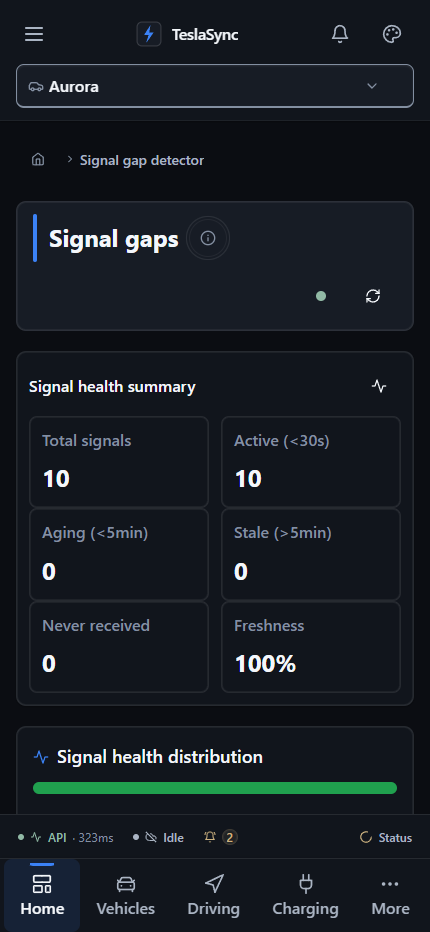 TeslaSync
Aurora
Signal gap detector
Signal gaps
Signal health summary
Total signals
10
Active (<30s)
10
Aging (<5min)
0
Stale (>5min)
0
Never received
0
Freshness
100%
Signal health distribution
API · 323ms
Idle
2
Status
Home
Vehicles
Driving
Charging
More